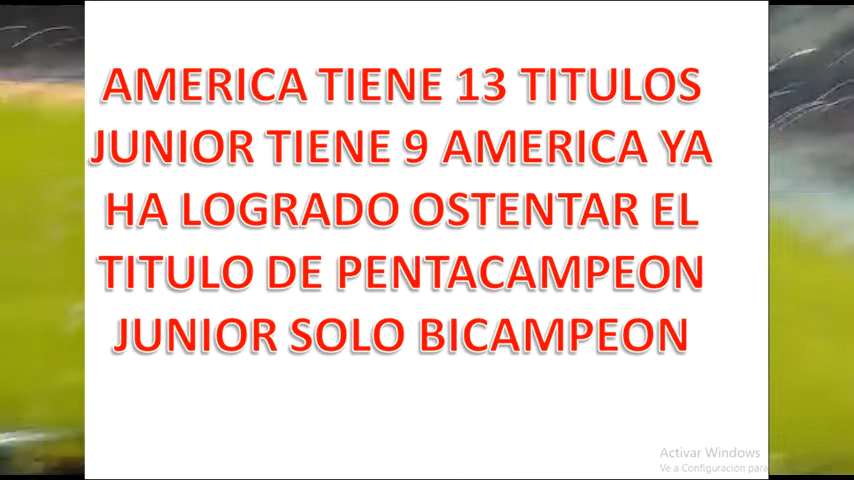 AMERICA TIENE 13 TITULOS
JUNIOR TIENE 9 AMERICA YA
HA LOGRADO OSTENTAR EL
TITULO DE PENTACAMPEON
JUNIOR SOLO BICAMPEON
Activar Windows
Ve a Configuración para